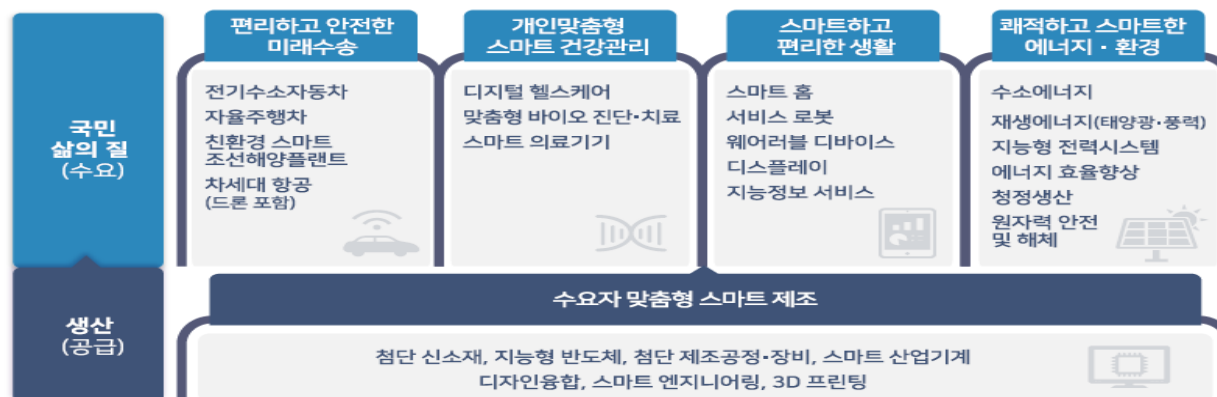 국민
삶의 질
(수요)
편리하고 안전한
미래수송
전기수소자동차
자율주행차
친환경 스마트
조선해양플랜트
차세대 항공
(드론 포함)
개인맞춤형
스마트 건강관리
디지털 헬스케어
맞춤형 바이오 진단·치료
스마트 의료기기
스마트하고
편리한 생활
스마트 홈
서비스 로봇
웨어러블 디바이스
디스플레이
지능정보 서비스
쾌적하고 스마트한
에너지 · 환경
수소에너지
재생에너지(태양광·풍력)
지능형 전력시스템
에너지 효율향상
청정생산
원자력 안전
및 해체
생산
(공급)
수요자 맞춤형 스마트 제조
첨단 신소재, 지능형 반도체, 첨단 제조공정·장비, 스마트 산업기계
디자인융합, 스마트 엔지니어링, 3D 프린팅